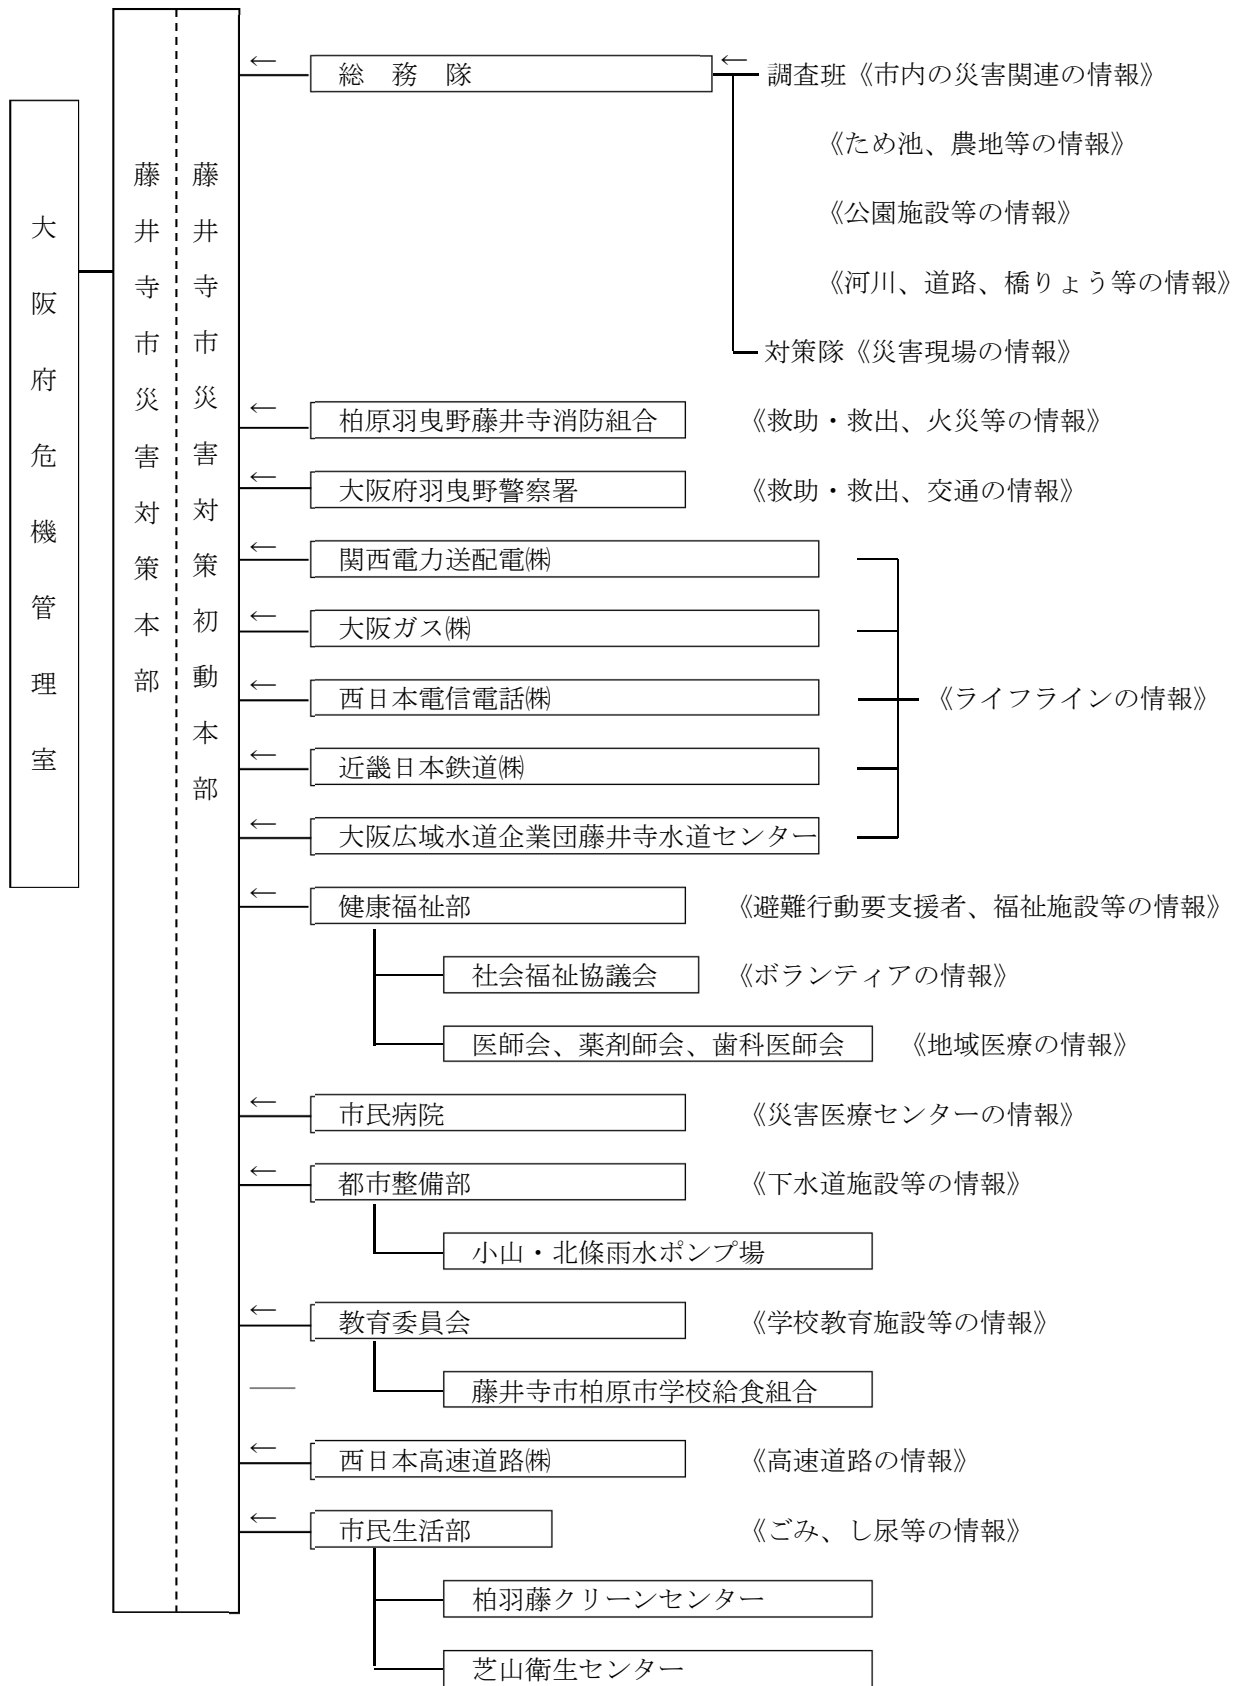 大阪府危機管理室
藤井寺市災害対策本部
藤井寺市災害対策初動本部
← 総務隊 ← 調査班《市内の災害関連の情報》
《ため池、農地等の情報》
《公園施設等の情報》
《河川、道路、橋りょう等の情報》
対策隊《災害現場の情報》
← 柏原羽曳野藤井寺消防組合 《救助・救出、火災等の情報》
← 大阪府羽曳野警察署 《救助・救出、交通の情報》
← 関西電力送配電㈱
← 大阪ガス㈱
← 西日本電信電話㈱ 《ライフラインの情報》
← 近畿日本鉄道㈱
← 大阪広域水道企業団藤井寺水道センター
← 健康福祉部 《避難行動要支援者、福祉施設等の情報》
社会福祉協議会 《ボランティアの情報》
医師会、薬剤師会、歯科医師会 《地域医療の情報》
← 市民病院 《災害医療センターの情報》
← 都市整備部 《下水道施設等の情報》
小山・北條雨水ポンプ場
← 教育委員会 《学校教育施設等の情報》
藤井寺市柏原市学校給食組合
← 西日本高速道路㈱ 《高速道路の情報》
← 市民生活部 《ごみ、し尿等の情報》
柏羽藤クリーンセンター
芝山衛生センター